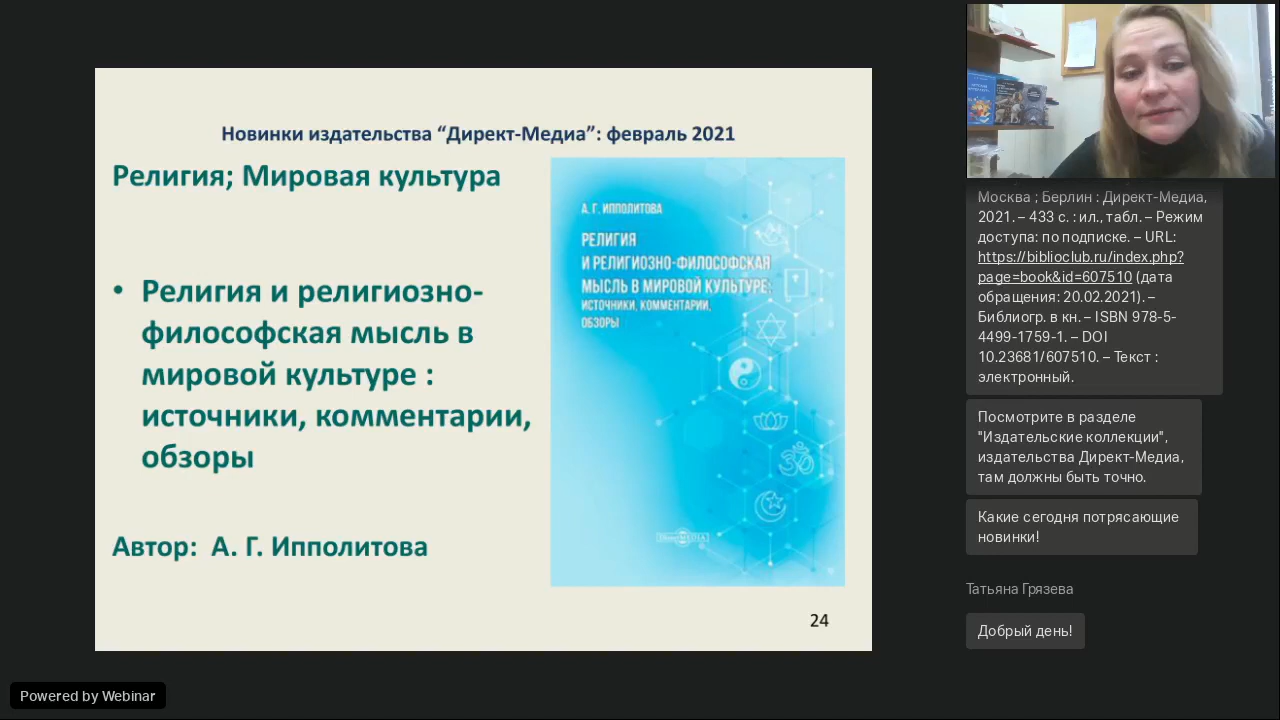 Новинки издательства “Директ-Медиа”: февраль 2021
Религия; Мировая культура
• Религия и религиозно-
философская мысль в
мировой культуре :
источники, комментарии,
обзоры
Автор: А. Г. Ипполитова
А. Г. ИППОЛИТОВА
РЕЛИГИЯ
И РЕЛИГИОЗНО-ФИЛОСОФСКАЯ
МЫСЛЬ В МИРОВОЙ КУЛЬТУРЕ:
ИСТОЧНИКИ, КОММЕНТАРИИ,
ОБЗОРЫ
24
Москва ; Берлин : Директ-Медиа,
2021. – 433 с. : ил., табл. – Режим
доступа: по подписке. – URL:
https://biblioclub.ru/index.php?
page=book&id=607510 (дата
обращения: 20.02.2021). –
Библиогр. в кн. – ISBN 978-5-
4499-1759-1. – DOI
10.23681/607510. – Текст :
электронный.
Посмотрите в разделе
"Издательские коллекции",
издательства Директ-Медиа,
там должны быть точно.
Какие сегодня потрясающие
новинки!
Татьяна Грязева
Добрый день!
Powered by Webinar